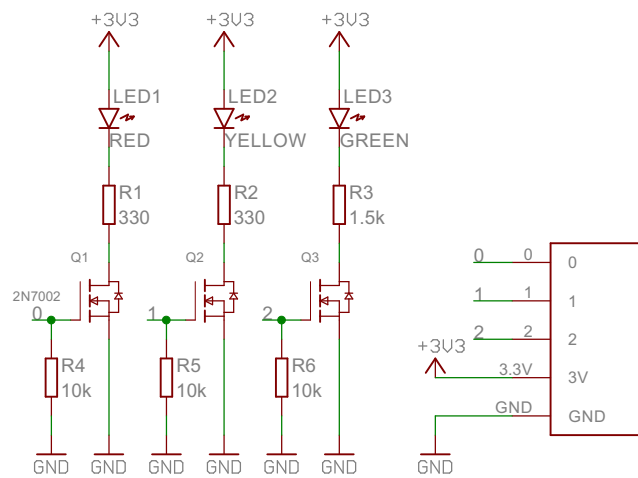 +3V3 +3V3 +3V3
LED1 LED2 LED3
RED YELLOW GREEN
R1 R2 R3
330 330 1.5k
Q1 Q2 Q3
0 0 0
2N7002
1 1 1
0 1 2
2 2 2
+3V3
R4 R5 R6
3.3V 3V
10k 10k 10k
GND GND
GND GND GND GND GND GND GND